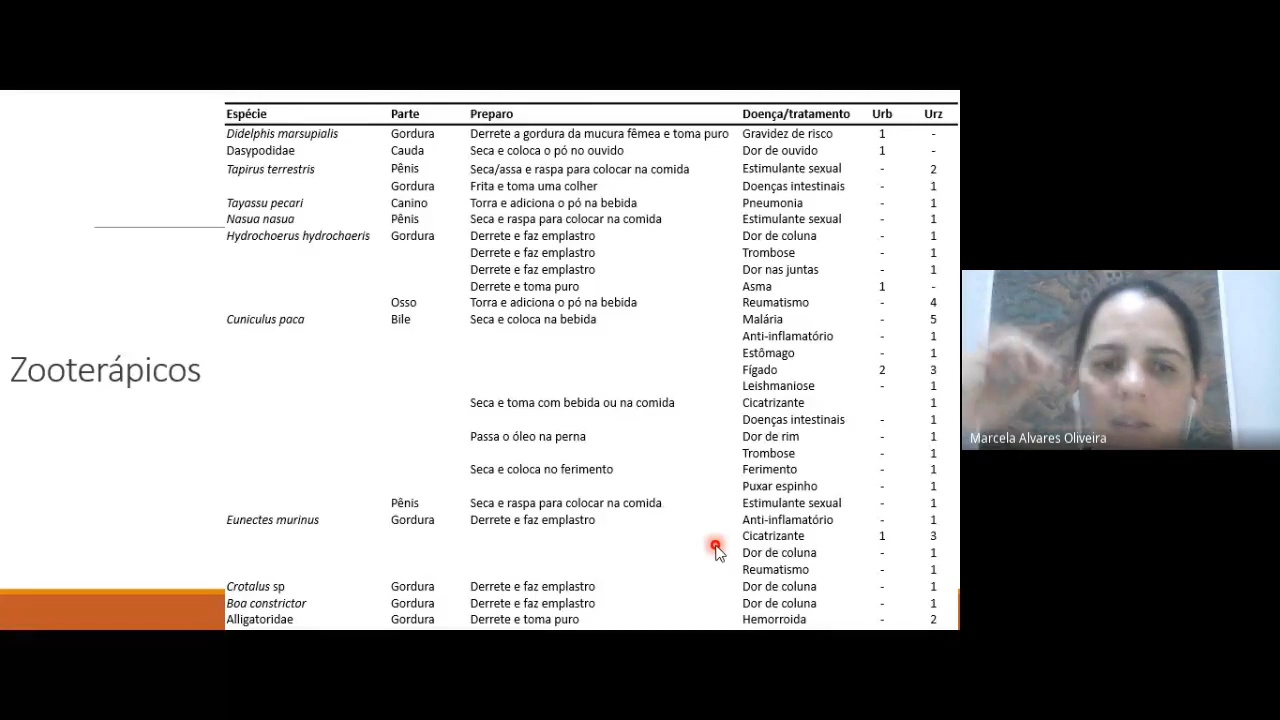 Zooterápicos
Espécie Parte Preparo Doença/tratamento Urb Urz
Didelphis marsupialis Gordura Derrete a gordura da mucura fêmea e toma puro Gravidez de risco 1 -
Dasypodidae Cauda Seca e coloca o pó no ouvido Dor de ouvido 1 -
Tapirus terrestris Pênis Seca/assa e raspa para colocar na comida Estimulante sexual - 2
Gordura Frita e toma uma colher Doenças intestinais - 1
Tayassu pecari Canino Torra e adiciona o pó na bebida Pneumonia - 1
Nasua nasua Pênis Seca e raspa para colocar na comida Estimulante sexual - 1
Hydrochoerus hydrochaeris Gordura Derrete e faz emplastro Dor de coluna - 1
Derrete e faz emplastro Trombose - 1
Derrete e faz emplastro Dor nas juntas - 1
Derrete e toma puro Asma 1 -
Osso Torra e adiciona o pó na bebida Reumatismo - 4
Cuniculus paca Bile Seca e coloca na bebida Malária - 5
Anti-inflamatório - 1
Estômago - 1
Fígado 2 3
Leishmaniose - 1
Seca e toma com bebida ou na comida Cicatrizante 1
Doenças intestinais - 1
Passa o óleo na perna Dor de rim - 1
Trombose - 1
Seca e coloca no ferimento Ferimento - 1
Puxar espinho - 1
Pênis Seca e raspa para colocar na comida Estimulante sexual - 1
Eunectes murinus Gordura Derrete e faz emplastro Anti-inflamatório - 1
Cicatrizante 1 3
Dor de coluna - 1
Reumatismo - 1
Crotalus sp Gordura Derrete e faz emplastro Dor de coluna - 1
Boa constrictor Gordura Derrete e faz emplastro Dor de coluna - 1
Alligatoridae Gordura Derrete e toma puro Hemorroida - 2
Marcela Alvares Oliveira